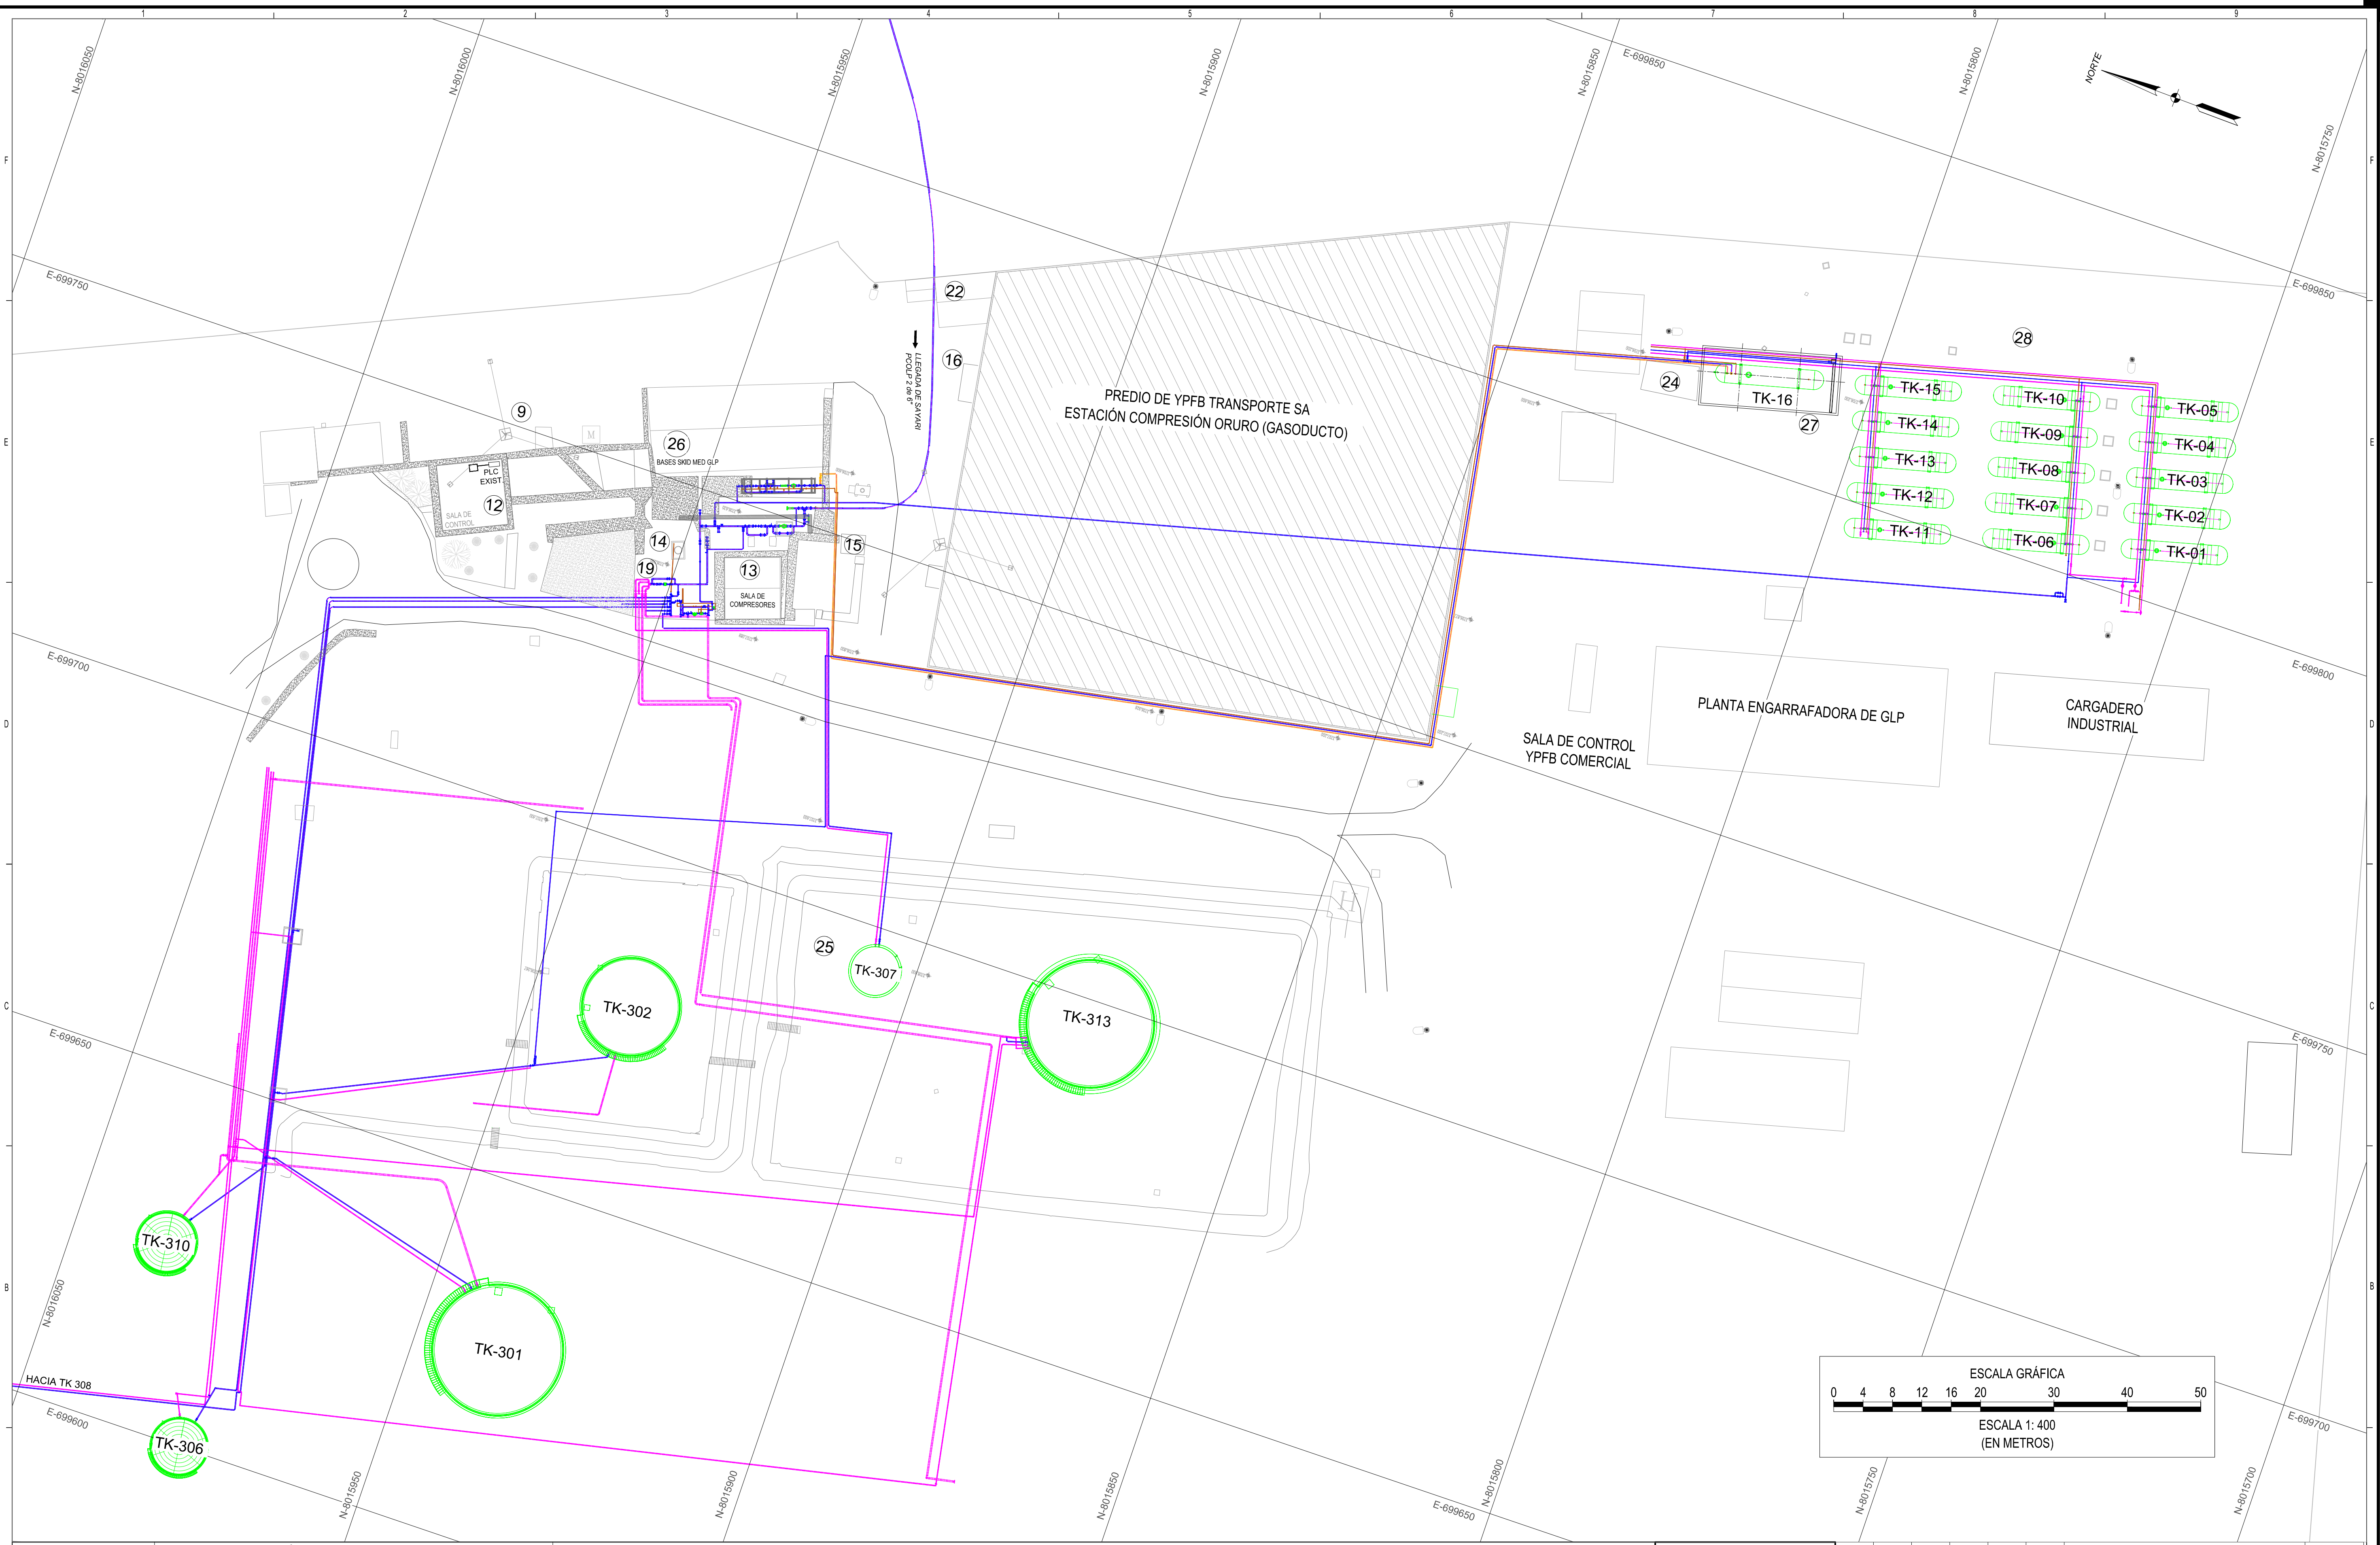 1 2 3 4 5 6 7 8 9
N-8016050
N-8016000
N-8015950
N-8015900
N-8015850
E-699850
N-8015800
NORTE
N-8015750
F
F
E-699750
E-699850
22
LLEGADA DE SAYARI
PCOLP 2 de 6"
16
28
24
PREDIO DE YPFB TRANSPORTE SA
ESTACIÓN COMPRESIÓN ORURO (GASODUCTO)
TK-16
27
TK-15
TK-14
TK-13
TK-12
TK-11
TK-10
TK-09
TK-08
TK-07
TK-06
TK-05
TK-04
TK-03
TK-02
TK-01
9
E
E
26
BASES SKID MED GLP
M
PLC
EXIST.
12
SALA DE
CONTROL
14
15
19
13
SALA DE
COMPRESORES
E-699700
E-699800
PLANTA ENGARRAFADORA DE GLP
CARGADERO
INDUSTRIAL
D
D
SALA DE CONTROL
YPFB COMERCIAL
H
25
TK-307
TK-302
TK-313
C
C
E-699650
E-699750
TK-310
N-8016050
B
B
TK-301
HACIA TK 308
E-699600
TK-306
ESCALA GRÁFICA
0 4 8 12 16 20 30 40 50
ESCALA 1: 400
(EN METROS)
E-699700
N-8015950
N-8015900
N-8015850
E-699650
N-8015800
N-8015750
N-8015700